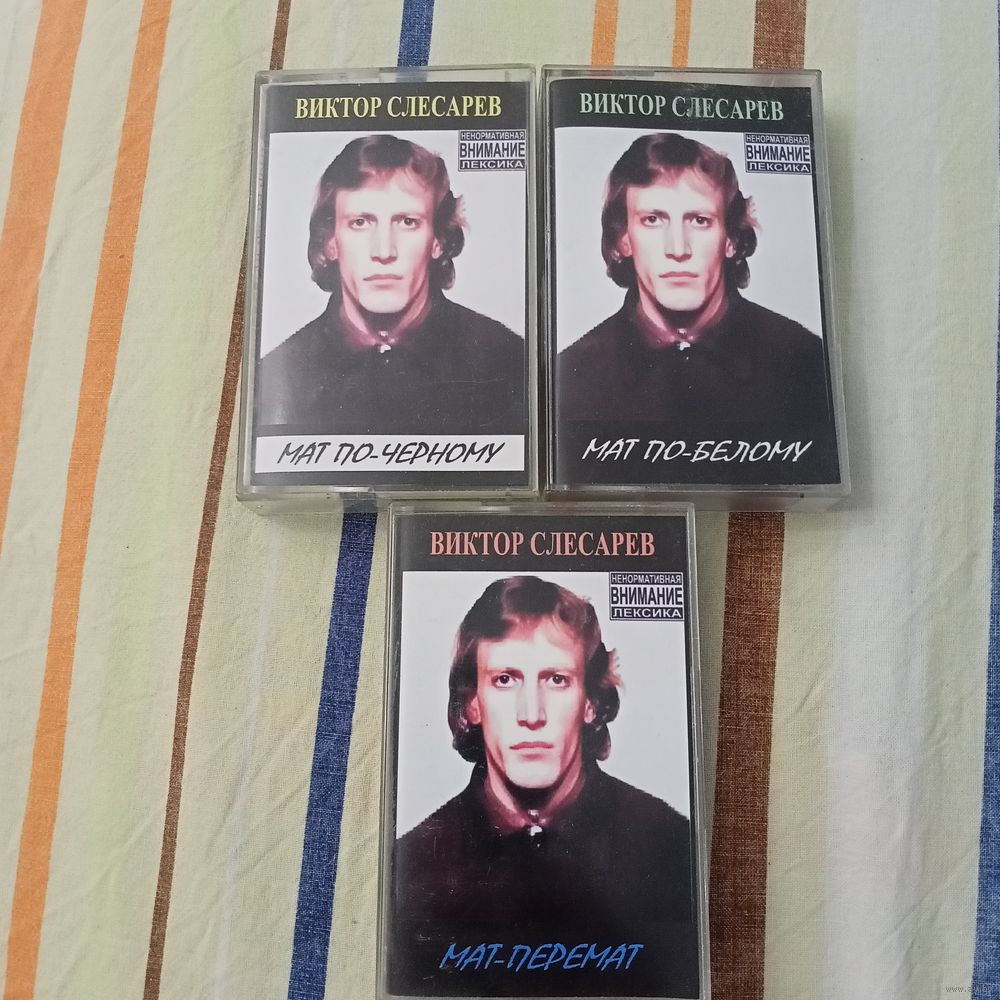 ВИКТОР СЛЕСАРЕВ
НЕНОРМАТИВНАЯ
ВНИМАНИЕ
ЛЕКСИКА
МАТ ПО-ЧЕРНОМУ
ВИКТОР СЛЕСАРЕВ
НЕНОРМАТИВНАЯ
ВНИМАНИЕ
ЛЕКСИКА
МАТ ПО-БЕЛОМУ
ВИКТОР СЛЕСАРЕВ
НЕНОРМАТИВНАЯ
ВНИМАНИЕ
ЛЕКСИКА
МАТ-ПЕРЕМАТ